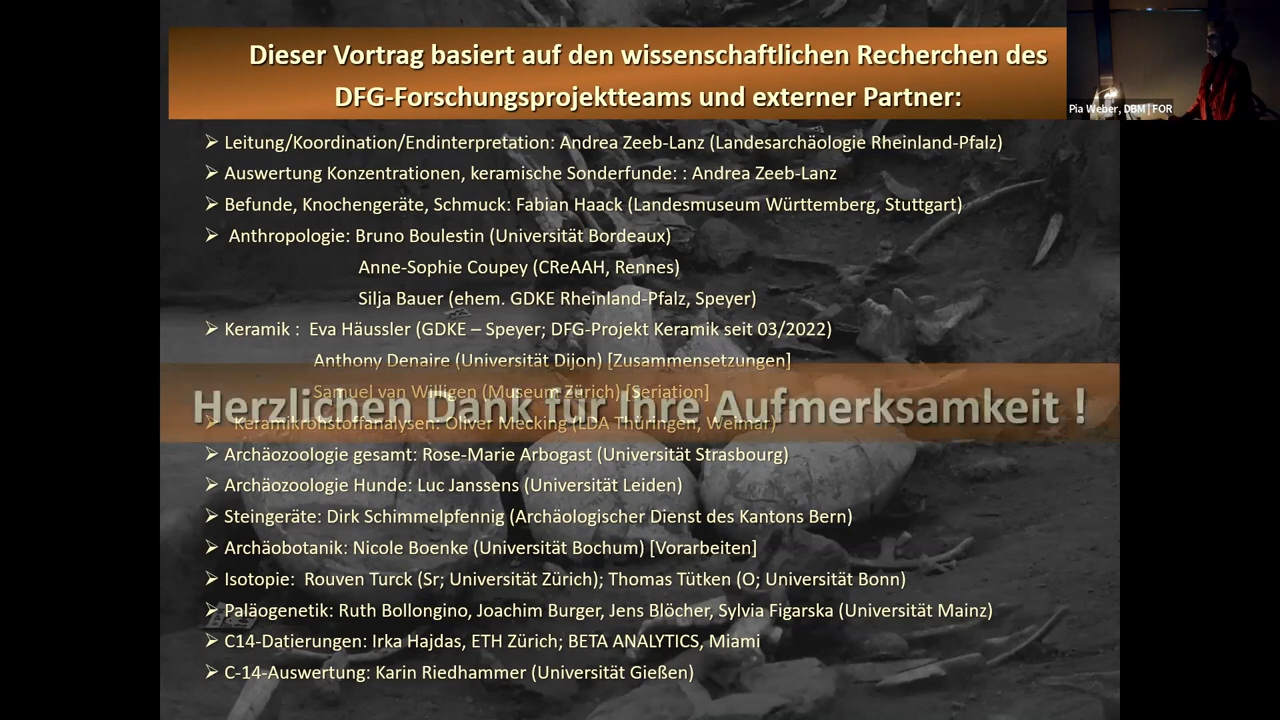 Dieser Vortrag basiert auf den wissenschaftlichen Recherchen des
DFG-Forschungsprojektteams und externer Partner:
Pia Weber, DBM | FOR
➢ Leitung/Koordination/Endinterpretation: Andrea Zeeb-Lanz (Landesarchäologie Rheinland-Pfalz)
➢ Auswertung Konzentrationen, keramische Sonderfunde: : Andrea Zeeb-Lanz
➢ Befunde, Knochengeräte, Schmuck: Fabian Haack (Landesmuseum Württemberg, Stuttgart)
➢ Anthropologie: Bruno Boulestin (Universität Bordeaux)
Anne-Sophie Coupey (CReAAH, Rennes)
Silja Bauer (ehem. GDKE Rheinland-Pfalz, Speyer)
➢ Keramik : Eva Häussler (GDKE – Speyer; DFG-Projekt Keramik seit 03/2022)
Anthony Denaire (Universität Dijon) [Zusammensetzungen]
Samuel van Willigen (Museum Zürich) [Seriation]
Herzlichen Dank für Ihre Aufmerksamkeit !
➢ Keramikrohstoffanalysen: Oliver Mecking (LDA Thüringen, Weimar)
➢ Archäozoologie gesamt: Rose-Marie Arbogast (Universität Strasbourg)
➢ Archäozoologie Hunde: Luc Janssens (Universität Leiden)
➢ Steingeräte: Dirk Schimmelpfennig (Archäologischer Dienst des Kantons Bern)
➢ Archäobotanik: Nicole Boenke (Universität Bochum) [Vorarbeiten]
➢ Isotopie: Rouven Turck (Sr; Universität Zürich); Thomas Tütken (O; Universität Bonn)
➢ Paläogenetik: Ruth Bollongino, Joachim Burger, Jens Blöcher, Sylvia Figarska (Universität Mainz)
➢ C14-Datierungen: Irka Hajdas, ETH Zürich; BETA ANALYTICS, Miami
➢ C-14-Auswertung: Karin Riedhammer (Universität Gießen)